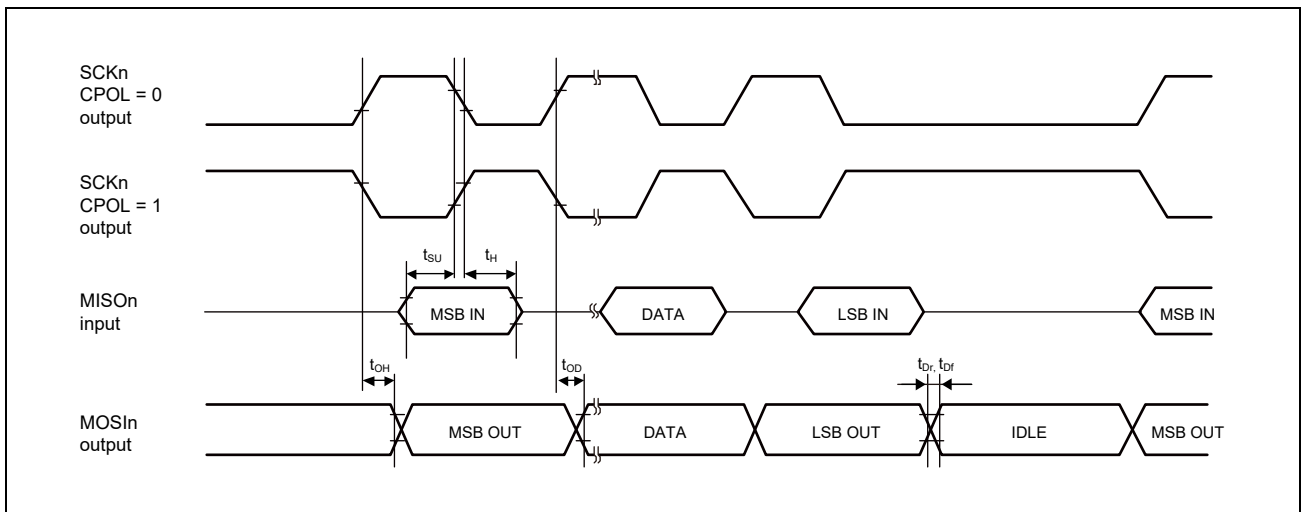 SCKn
CPOL = 0
output
SCKn
CPOL = 1
output
tSU
tH
MISOn
input
MSB IN
DATA
LSB IN
MSB IN
tOH
tOD
tDr, tDf
MOSIn
output
MSB OUT
DATA
LSB OUT
IDLE
MSB OUT